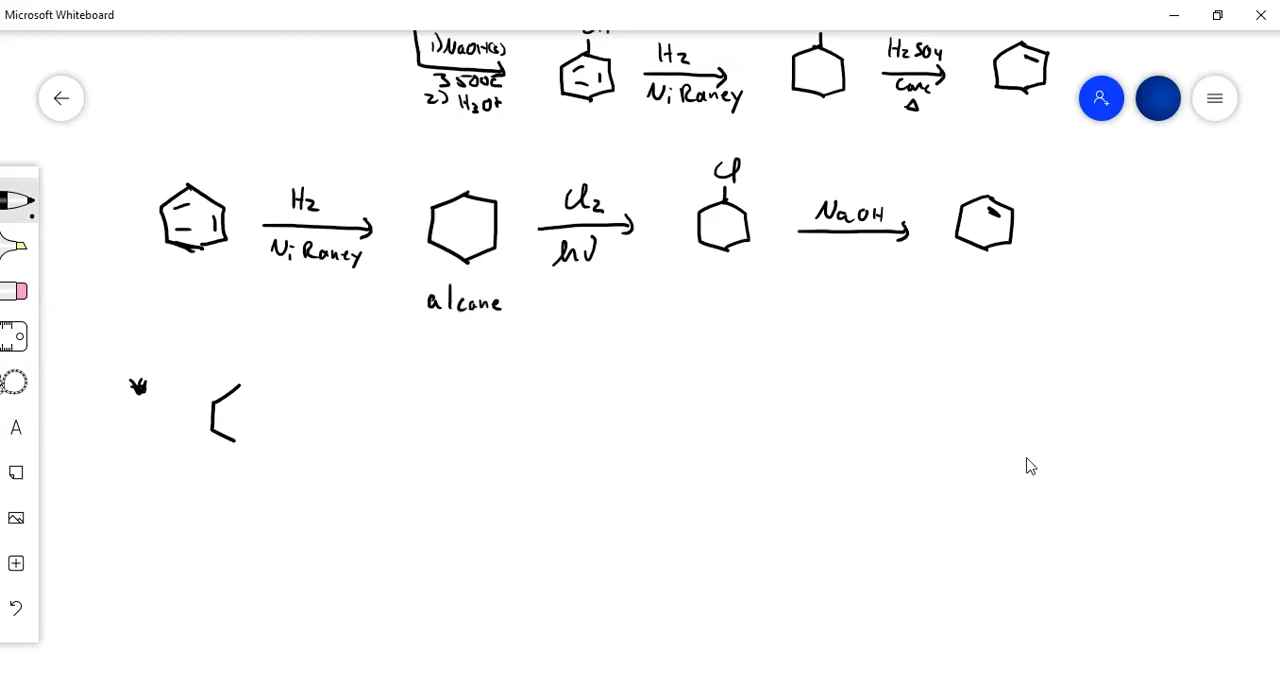 Microsoft Whiteboard
1) NaOH(s)
3500C
2) H3O+
H2
Ni Raney
H2SO4
Conc
Δ
H2
Ni Raney
Cl2
hν
Cl
NaOH
alcane
A